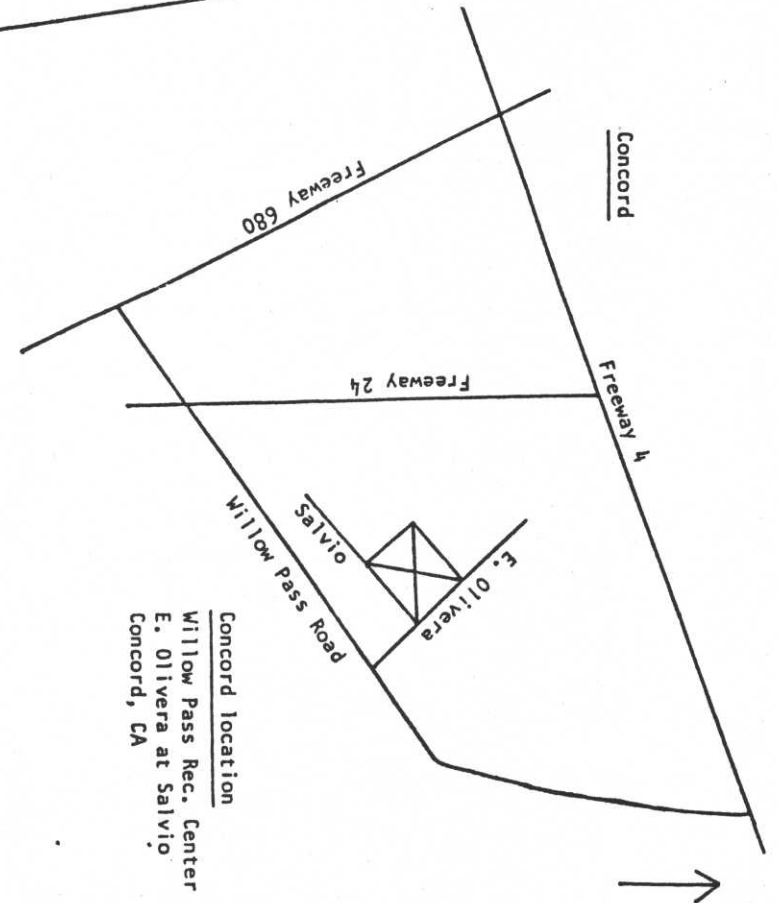 Concord
Freeway 680
Freeway 4
Freeway 24
Salvio
E. Olivera
Willow Pass Road
Concord location
Willow Pass Rec. Center
E. Olivera at Salvio
Concord, CA